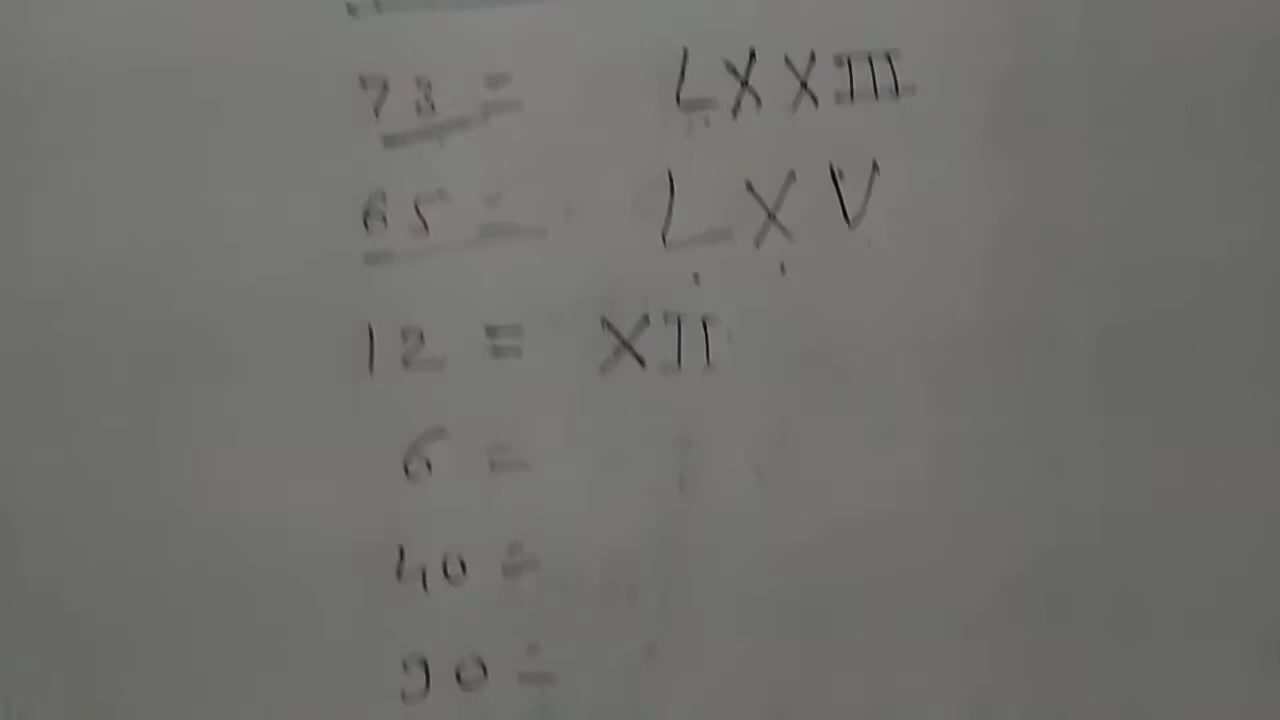 73 = LXXIII
65 = LXV
12 = XII
6 =
40 =
90 =